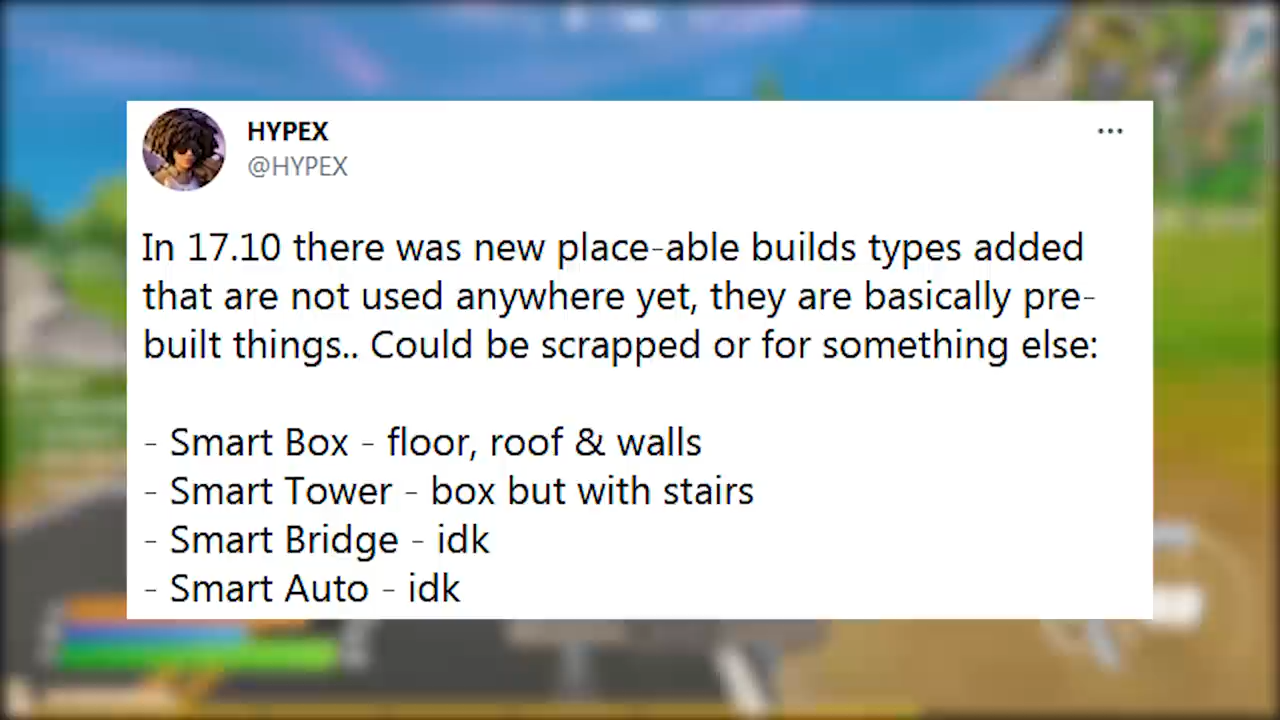 HYPEX
@HYPEX
In 17.10 there was new place-able builds types added
that are not used anywhere yet, they are basically pre-
built things.. Could be scrapped or for something else:
- Smart Box - floor, roof & walls
- Smart Tower - box but with stairs
- Smart Bridge - idk
- Smart Auto - idk